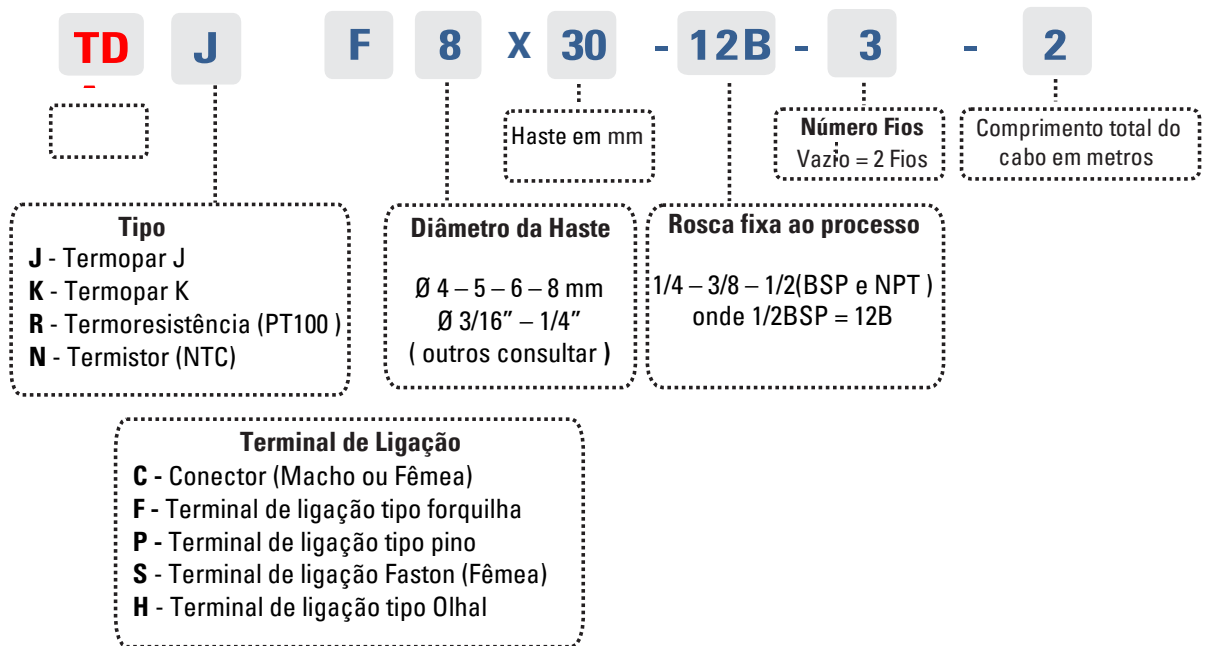 TD J F 8 X 30 - 12B - 3 - 2
Haste em mm
Número Fios
Vazio = 2 Fios
Comprimento total do
cabo em metros
Tipo
J - Termopar J
K - Termopar K
R - Termoresistência (PT100 )
N - Termistor (NTC)
Diâmetro da Haste
Ø 4 – 5 – 6 – 8 mm
Ø 3/16” – 1/4”
( outros consultar )
Rosca fixa ao processo
1/4 – 3/8 – 1/2(BSP e NPT )
onde 1/2BSP = 12B
Terminal de Ligação
C - Conector (Macho ou Fêmea)
F - Terminal de ligação tipo forquilha
P - Terminal de ligação tipo pino
S - Terminal de ligação Faston (Fêmea)
H - Terminal de ligação tipo Olhal